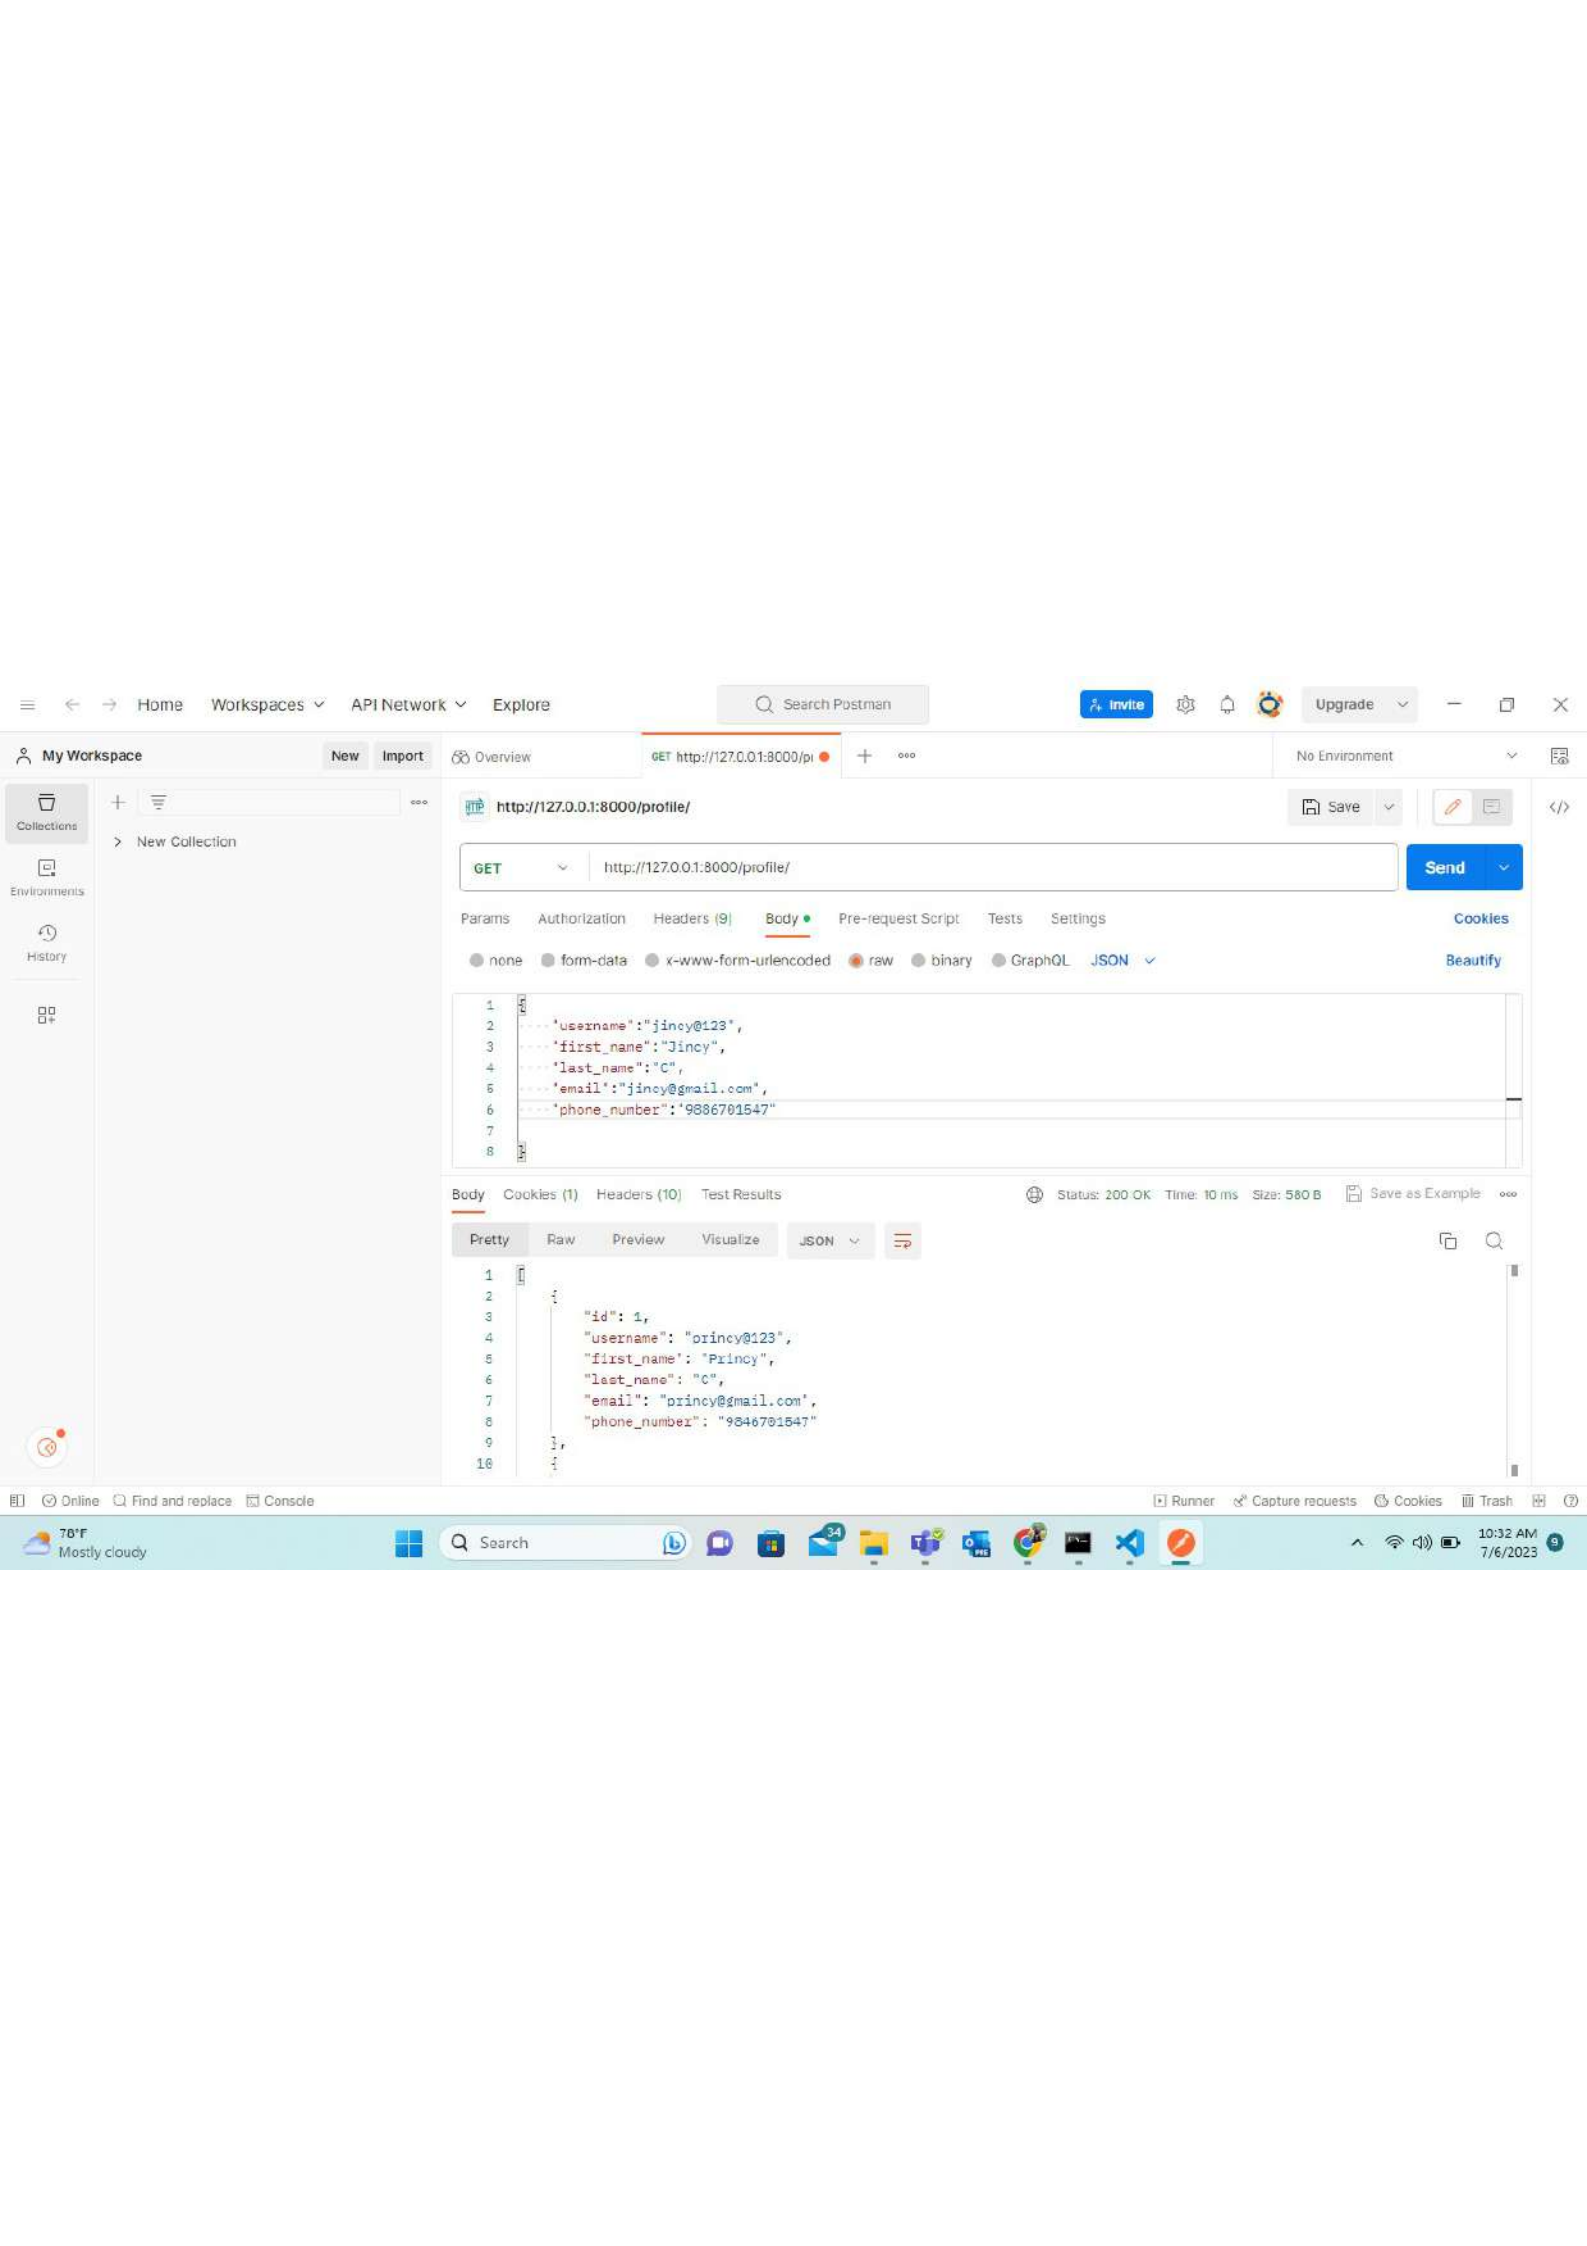 Home Workspaces API Network Explore Search Postman Invite Upgrade
My Workspace New Import Overview GET http://127.0.0.1:8000/pr No Environment
Collections
Environments
History
New Collection
HTTP http://127.0.0.1:8000/profile/ Save </>
GET http://127.0.0.1:8000/profile/ Send
Params Authorization Headers (9) Body Pre-request Script Tests Settings Cookies
none form-data x-www-form-urlencoded raw binary GraphQL JSON Beautify
1 {
2 "username":"jincy@123",
3 "first_name":"Jincy",
4 "last_name":"C",
5 "email":"jincy@gmail.com",
6 "phone_number":"9886701547"
7
8 }
Body Cookies (1) Headers (10) Test Results Status: 200 OK Time: 10 ms Size: 580 B Save as Example
Pretty Raw Preview Visualize JSON
1 [
2 {
3 "id": 1,
4 "username": "princy@123",
5 "first_name": "Princy",
6 "last_name": "C",
7 "email": "princy@gmail.com",
8 "phone_number": "9846701547"
9 },
10 {
Online Find and replace Console Runner Capture requests Cookies Trash
78°F
Mostly cloudy
Search
34
10:32 AM
7/6/2023
9